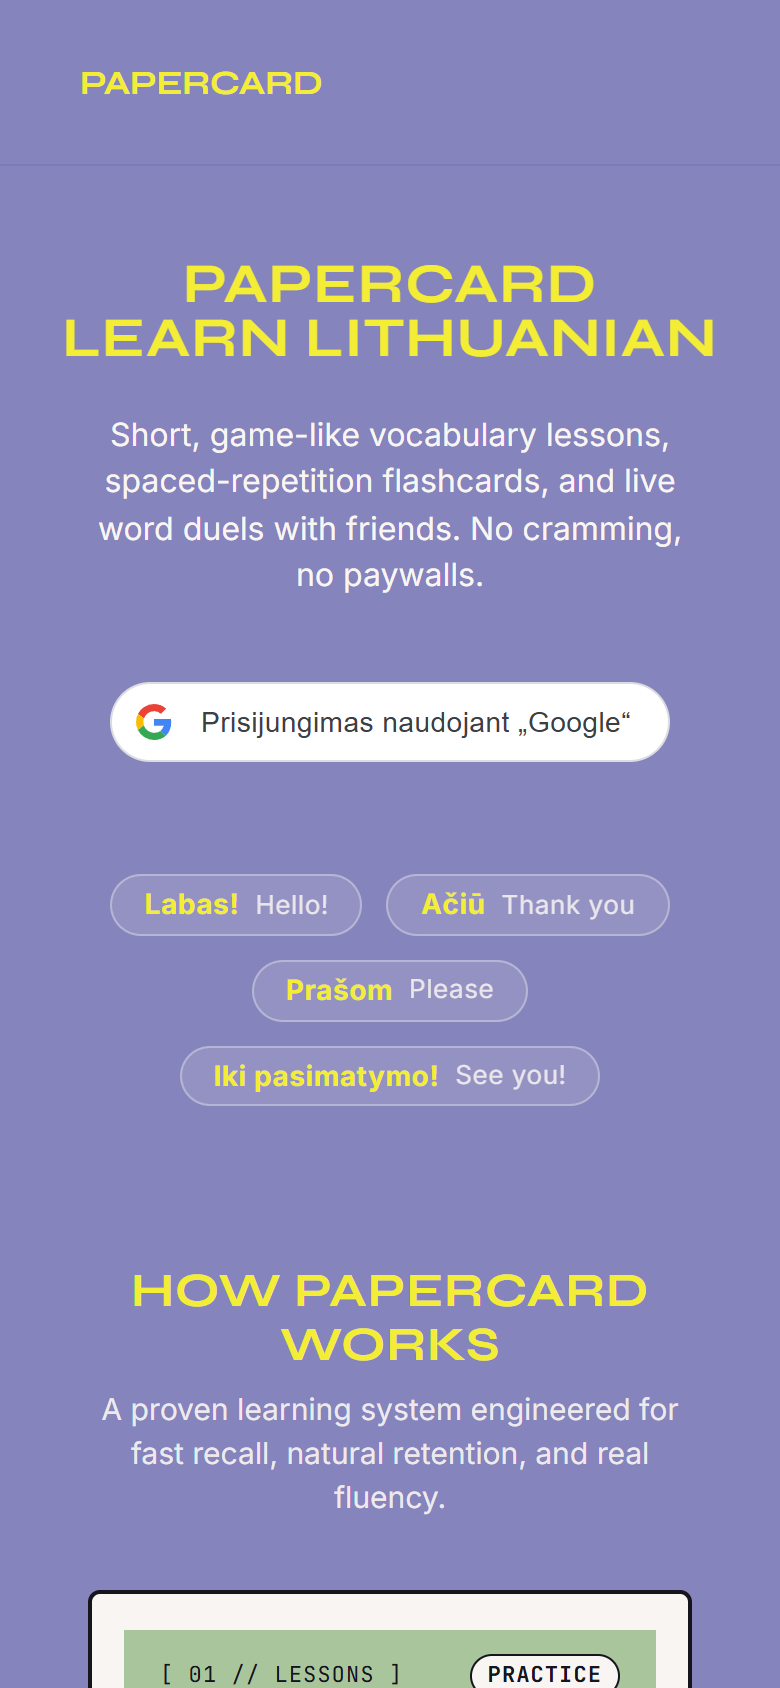 PAPERCARD
PAPERCARD
LEARN LITHUANIAN
Short, game-like vocabulary lessons,
spaced-repetition flashcards, and live
word duels with friends. No cramming,
no paywalls.
Prisijungimas naudojant „Google“
Labas! Hello!
Ačiū Thank you
Prašom Please
Iki pasimatymo! See you!
HOW PAPERCARD
WORKS
A proven learning system engineered for
fast recall, natural retention, and real
fluency.
[ 01 // LESSONS ]
PRACTICE